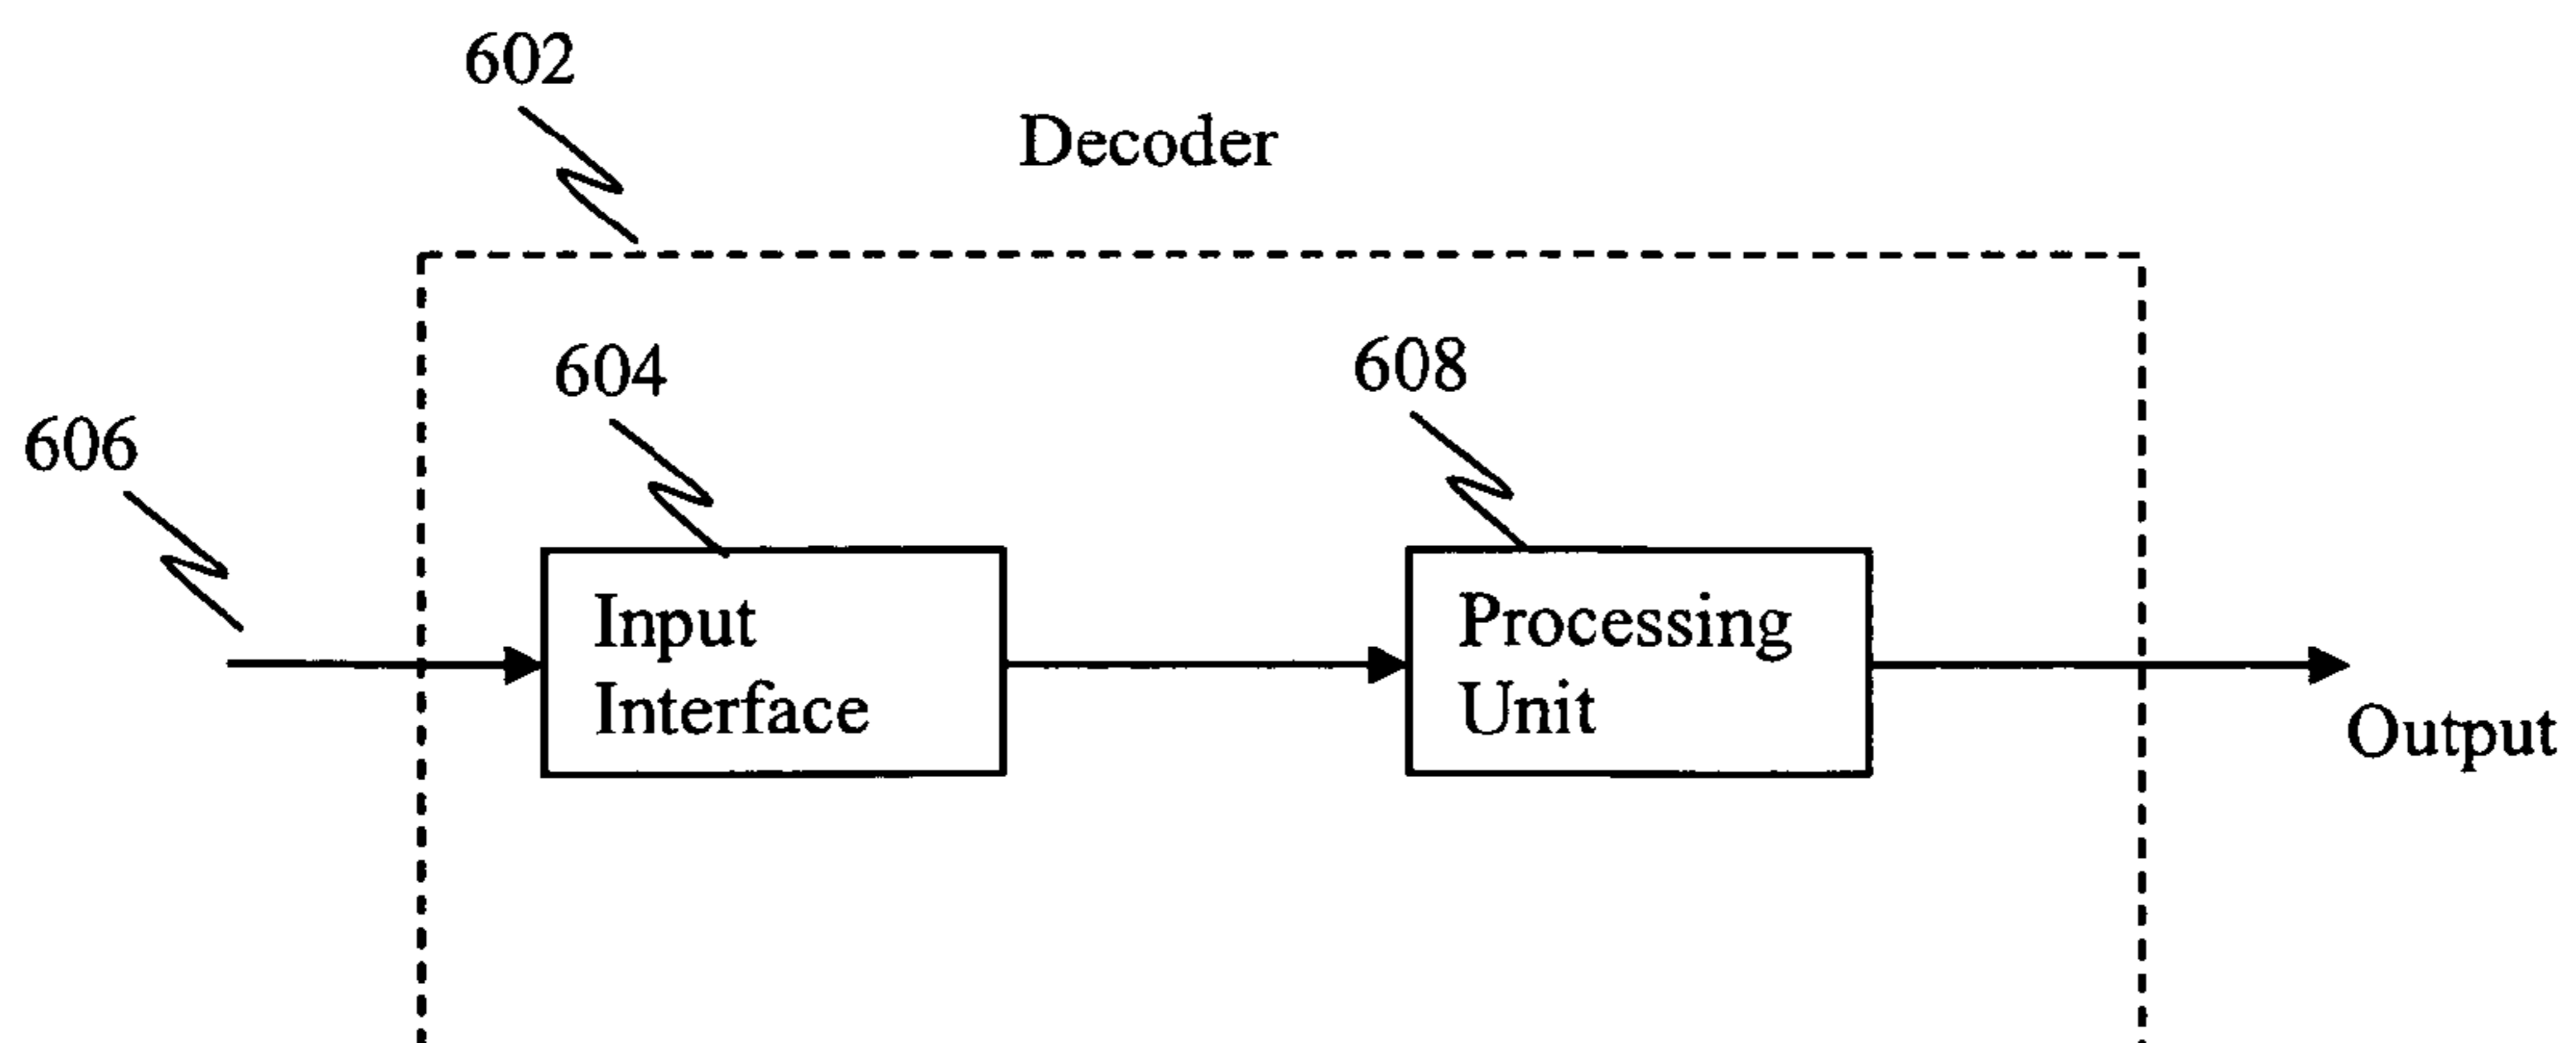 602
Decoder
604
608
606
Input
Interface
Processing
Unit
Output